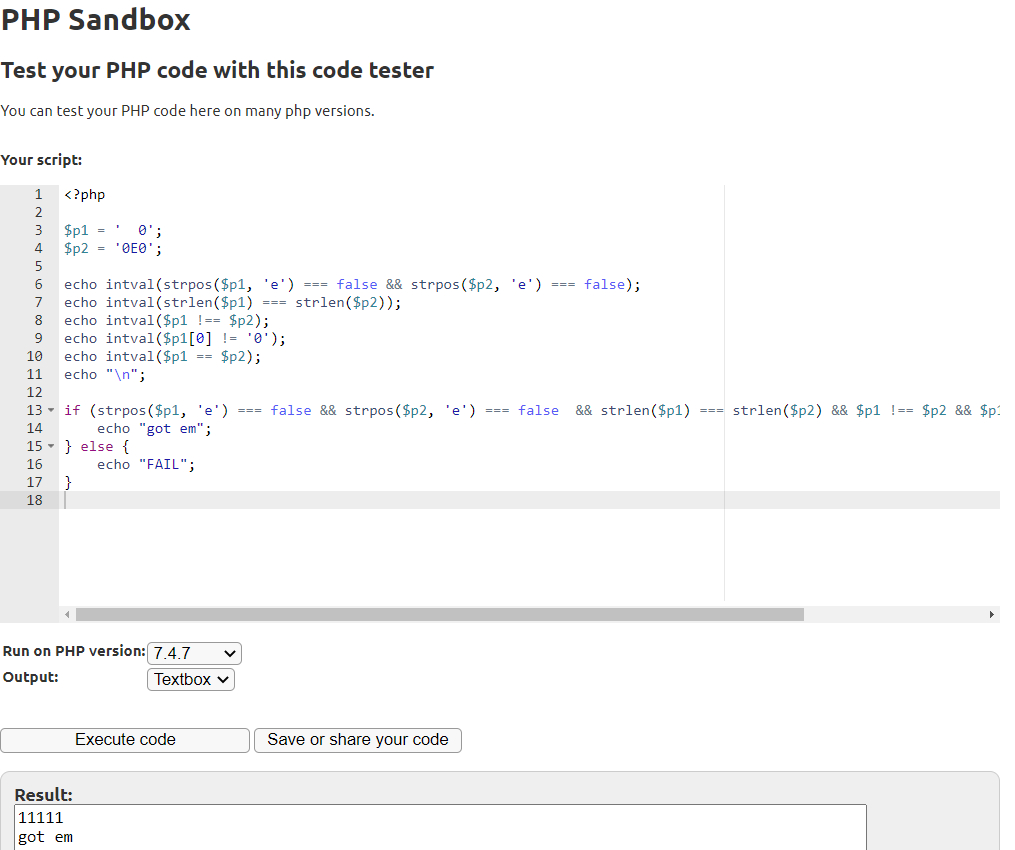 PHP Sandbox
Test your PHP code with this code tester
You can test your PHP code here on many php versions.
Your script:
1 <?php
2
3 $p1 = '  0';
4 $p2 = '0E0';
5
6 echo intval(strpos($p1, 'e') === false && strpos($p2, 'e') === false);
7 echo intval(strlen($p1) === strlen($p2));
8 echo intval($p1 !== $p2);
9 echo intval($p1[0] != '0');
10 echo intval($p1 == $p2);
11 echo "\n";
12
13 if (strpos($p1, 'e') === false && strpos($p2, 'e') === false  && strlen($p1) === strlen($p2) && $p1 !== $p2 && $p1
14     echo "got em";
15 } else {
16     echo "FAIL";
17 }
18
Run on PHP version: 7.4.7
Output: Textbox
Execute code Save or share your code
Result:
11111
got em